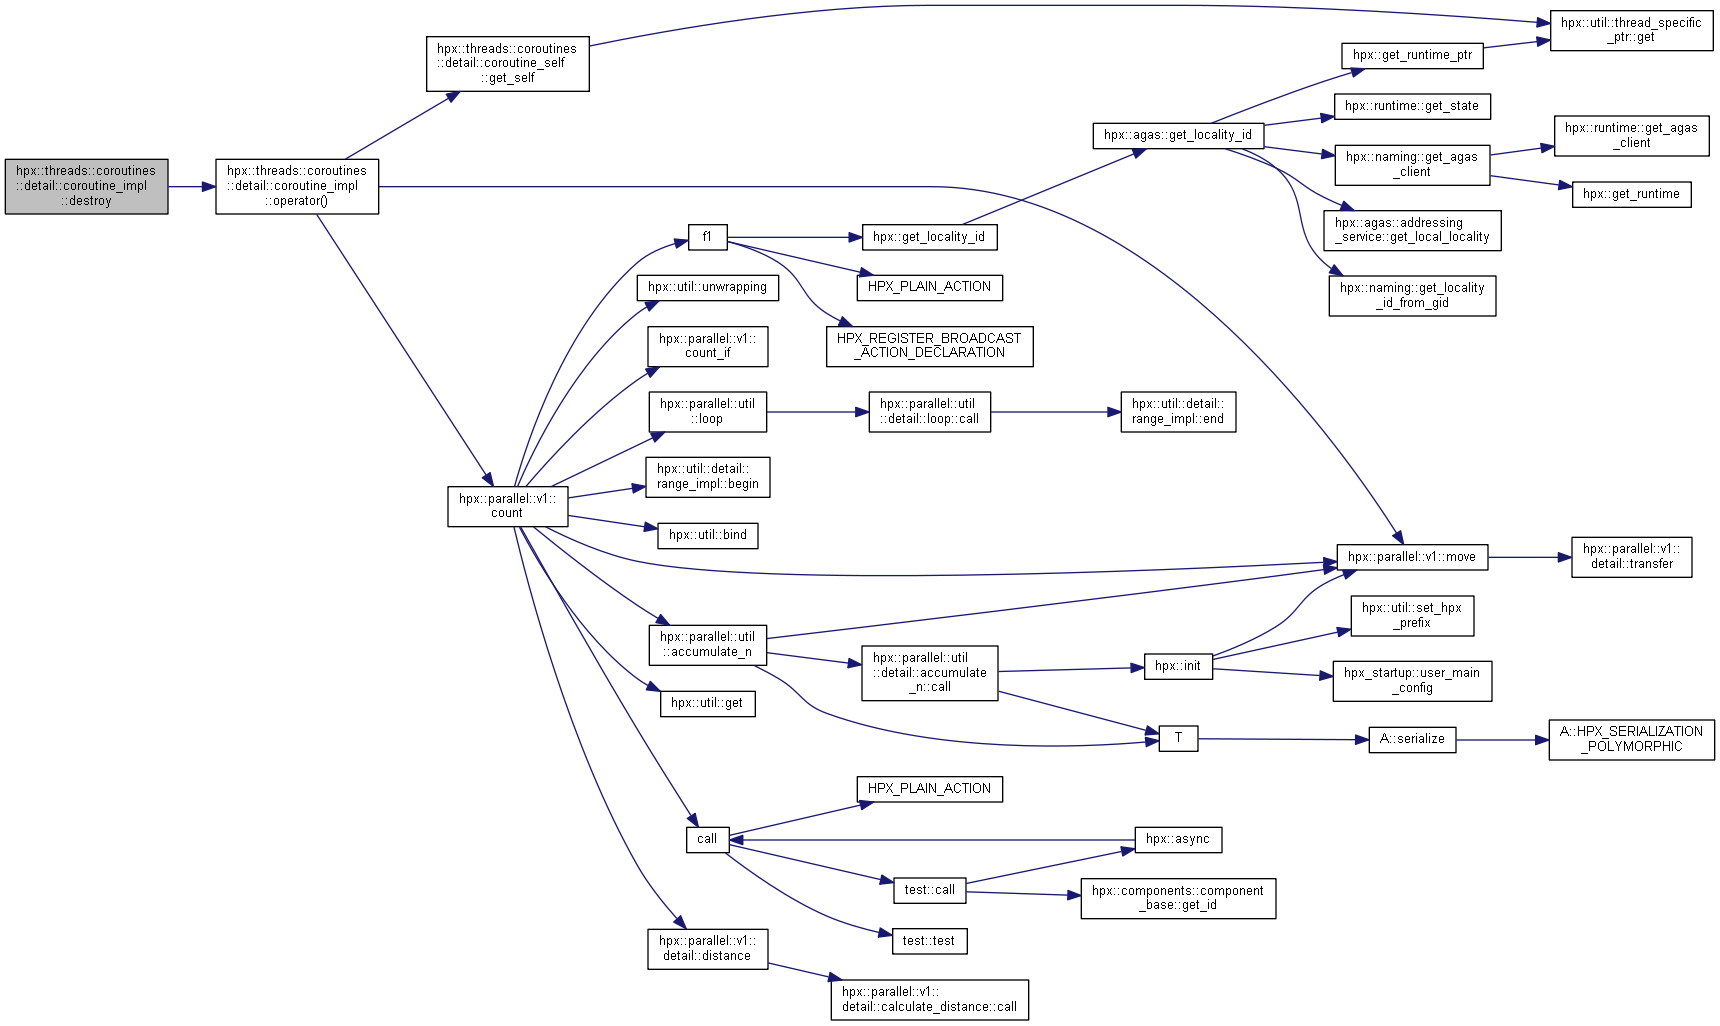 hpx::threads::coroutines
::detail::coroutine_impl
::destroy
hpx::threads::coroutines
::detail::coroutine_impl
::operator()
hpx::threads::coroutines
::detail::coroutine_self
::get_self
hpx::parallel::v1::
count
f1
hpx::util::unwrapping
hpx::parallel::v1::
count_if
hpx::parallel::util
::loop
hpx::util::detail::
range_impl::begin
hpx::util::bind
hpx::parallel::util
::accumulate_n
hpx::util::get
call
hpx::parallel::v1::
detail::distance
hpx::get_locality_id
HPX_PLAIN_ACTION
HPX_REGISTER_BROADCAST
_ACTION_DECLARATION
hpx::parallel::util
::detail::loop::call
hpx::parallel::util
::detail::accumulate
_n::call
HPX_PLAIN_ACTION
test::call
test::test
hpx::parallel::v1::
detail::calculate_distance::call
hpx::agas::get_locality_id
hpx::util::detail::
range_impl::end
hpx::init
T
hpx::async
hpx::components::component
_base::get_id
hpx::get_runtime_ptr
hpx::runtime::get_state
hpx::naming::get_agas
_client
hpx::agas::addressing
_service::get_local_locality
hpx::naming::get_locality
_id_from_gid
hpx::parallel::v1::move
hpx::util::set_hpx
_prefix
hpx_startup::user_main
_config
A::serialize
hpx::util::thread_specific
_ptr::get
hpx::runtime::get_agas
_client
hpx::get_runtime
hpx::parallel::v1::
detail::transfer
A::HPX_SERIALIZATION
_POLYMORPHIC